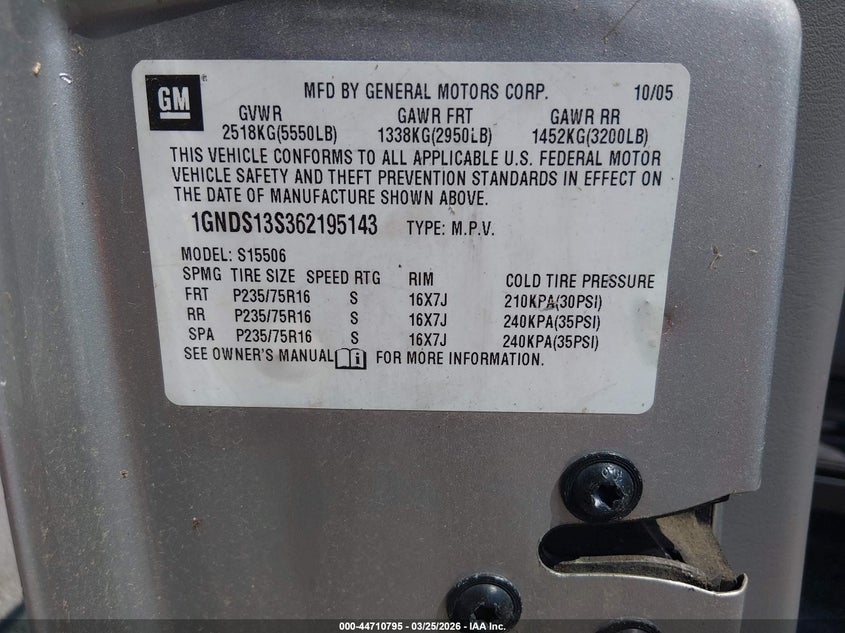 GM
MFD BY GENERAL MOTORS CORP. 10/05
GVWR GAWR FRT GAWR RR
2518KG(5550LB) 1338KG(2950LB) 1452KG(3200LB)
THIS VEHICLE CONFORMS TO ALL APPLICABLE U.S. FEDERAL MOTOR
VEHICLE SAFETY AND THEFT PREVENTION STANDARDS IN EFFECT ON
THE DATE OF MANUFACTURE SHOWN ABOVE.
1GNDS13S362195143 TYPE: M.P.V.
MODEL: S15506
SPMG TIRE SIZE SPEED RTG RIM COLD TIRE PRESSURE
FRT P235/75R16 S 16X7J 210KPA(30PSI)
RR P235/75R16 S 16X7J 240KPA(35PSI)
SPA P235/75R16 S 16X7J 240KPA(35PSI)
SEE OWNER'S MANUAL i FOR MORE INFORMATION.
000-44710795 — 03/25/2026 — IAA Inc.